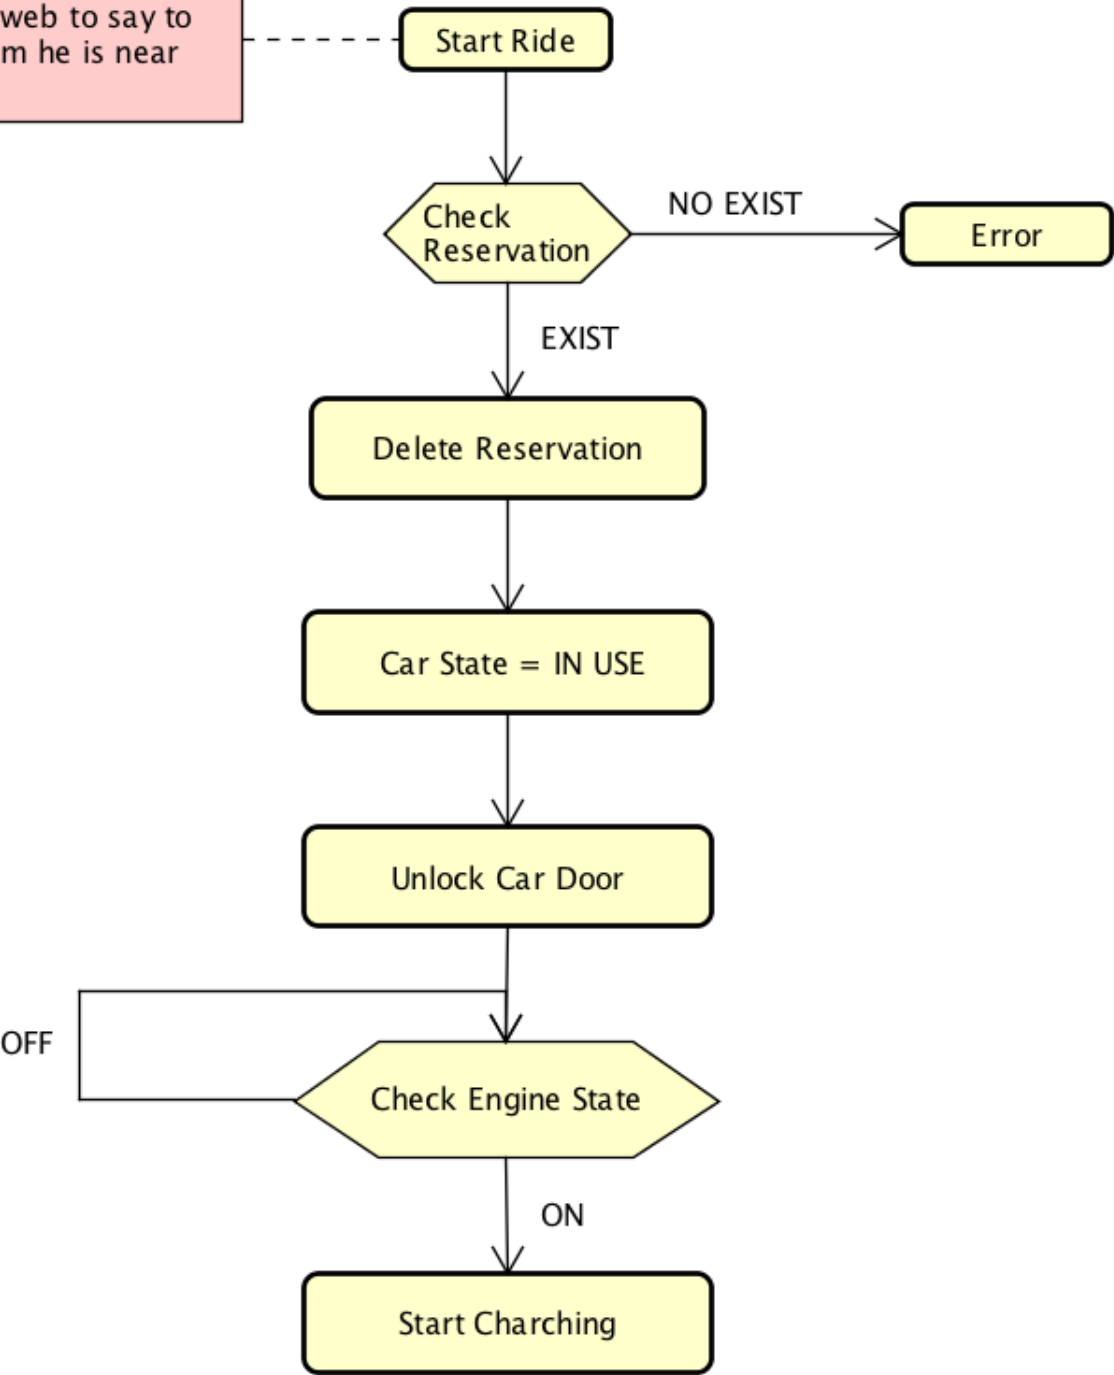 web to say to
m he is near
Start Ride
Check
Reservation
NO EXIST
Error
EXIST
Delete Reservation
Car State = IN USE
Unlock Car Door
OFF
Check Engine State
ON
Start Charching